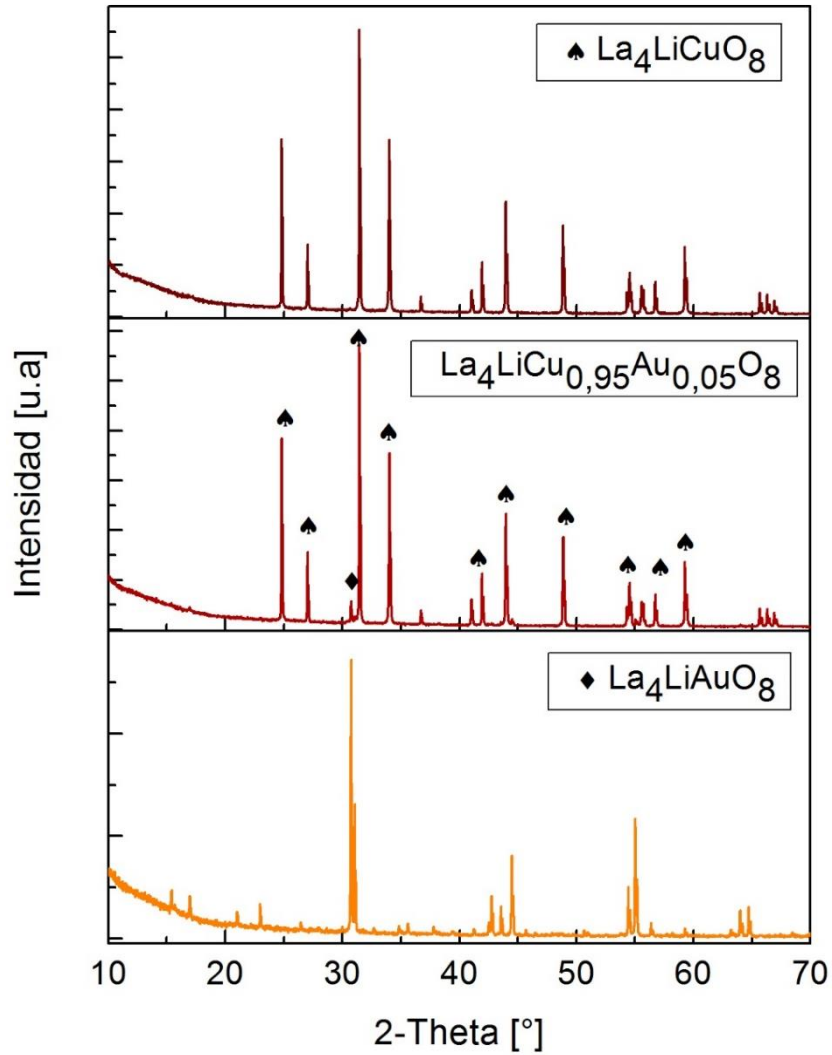 ♠ La₄LiCuO₈
La₄LiCu₀,₉₅Au₀,₀₅O₈
♦ La₄LiAuO₈
Intensidad [u.a]
10 20 30 40 50 60 70
2-Theta [°]